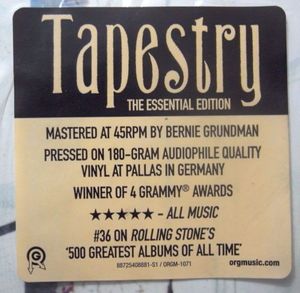 Tapestry
THE ESSENTIAL EDITION
MASTERED AT 45RPM BY BERNIE GRUNDMAN
PRESSED ON 180-GRAM AUDIOPHILE QUALITY
VINYL AT PALLAS IN GERMANY
WINNER OF 4 GRAMMY® AWARDS
★★★★★ - ALL MUSIC
#36 ON ROLLING STONE'S
'500 GREATEST ALBUMS OF ALL TIME'
88725408881-S1 / ORGM-1071
orgmusic.com